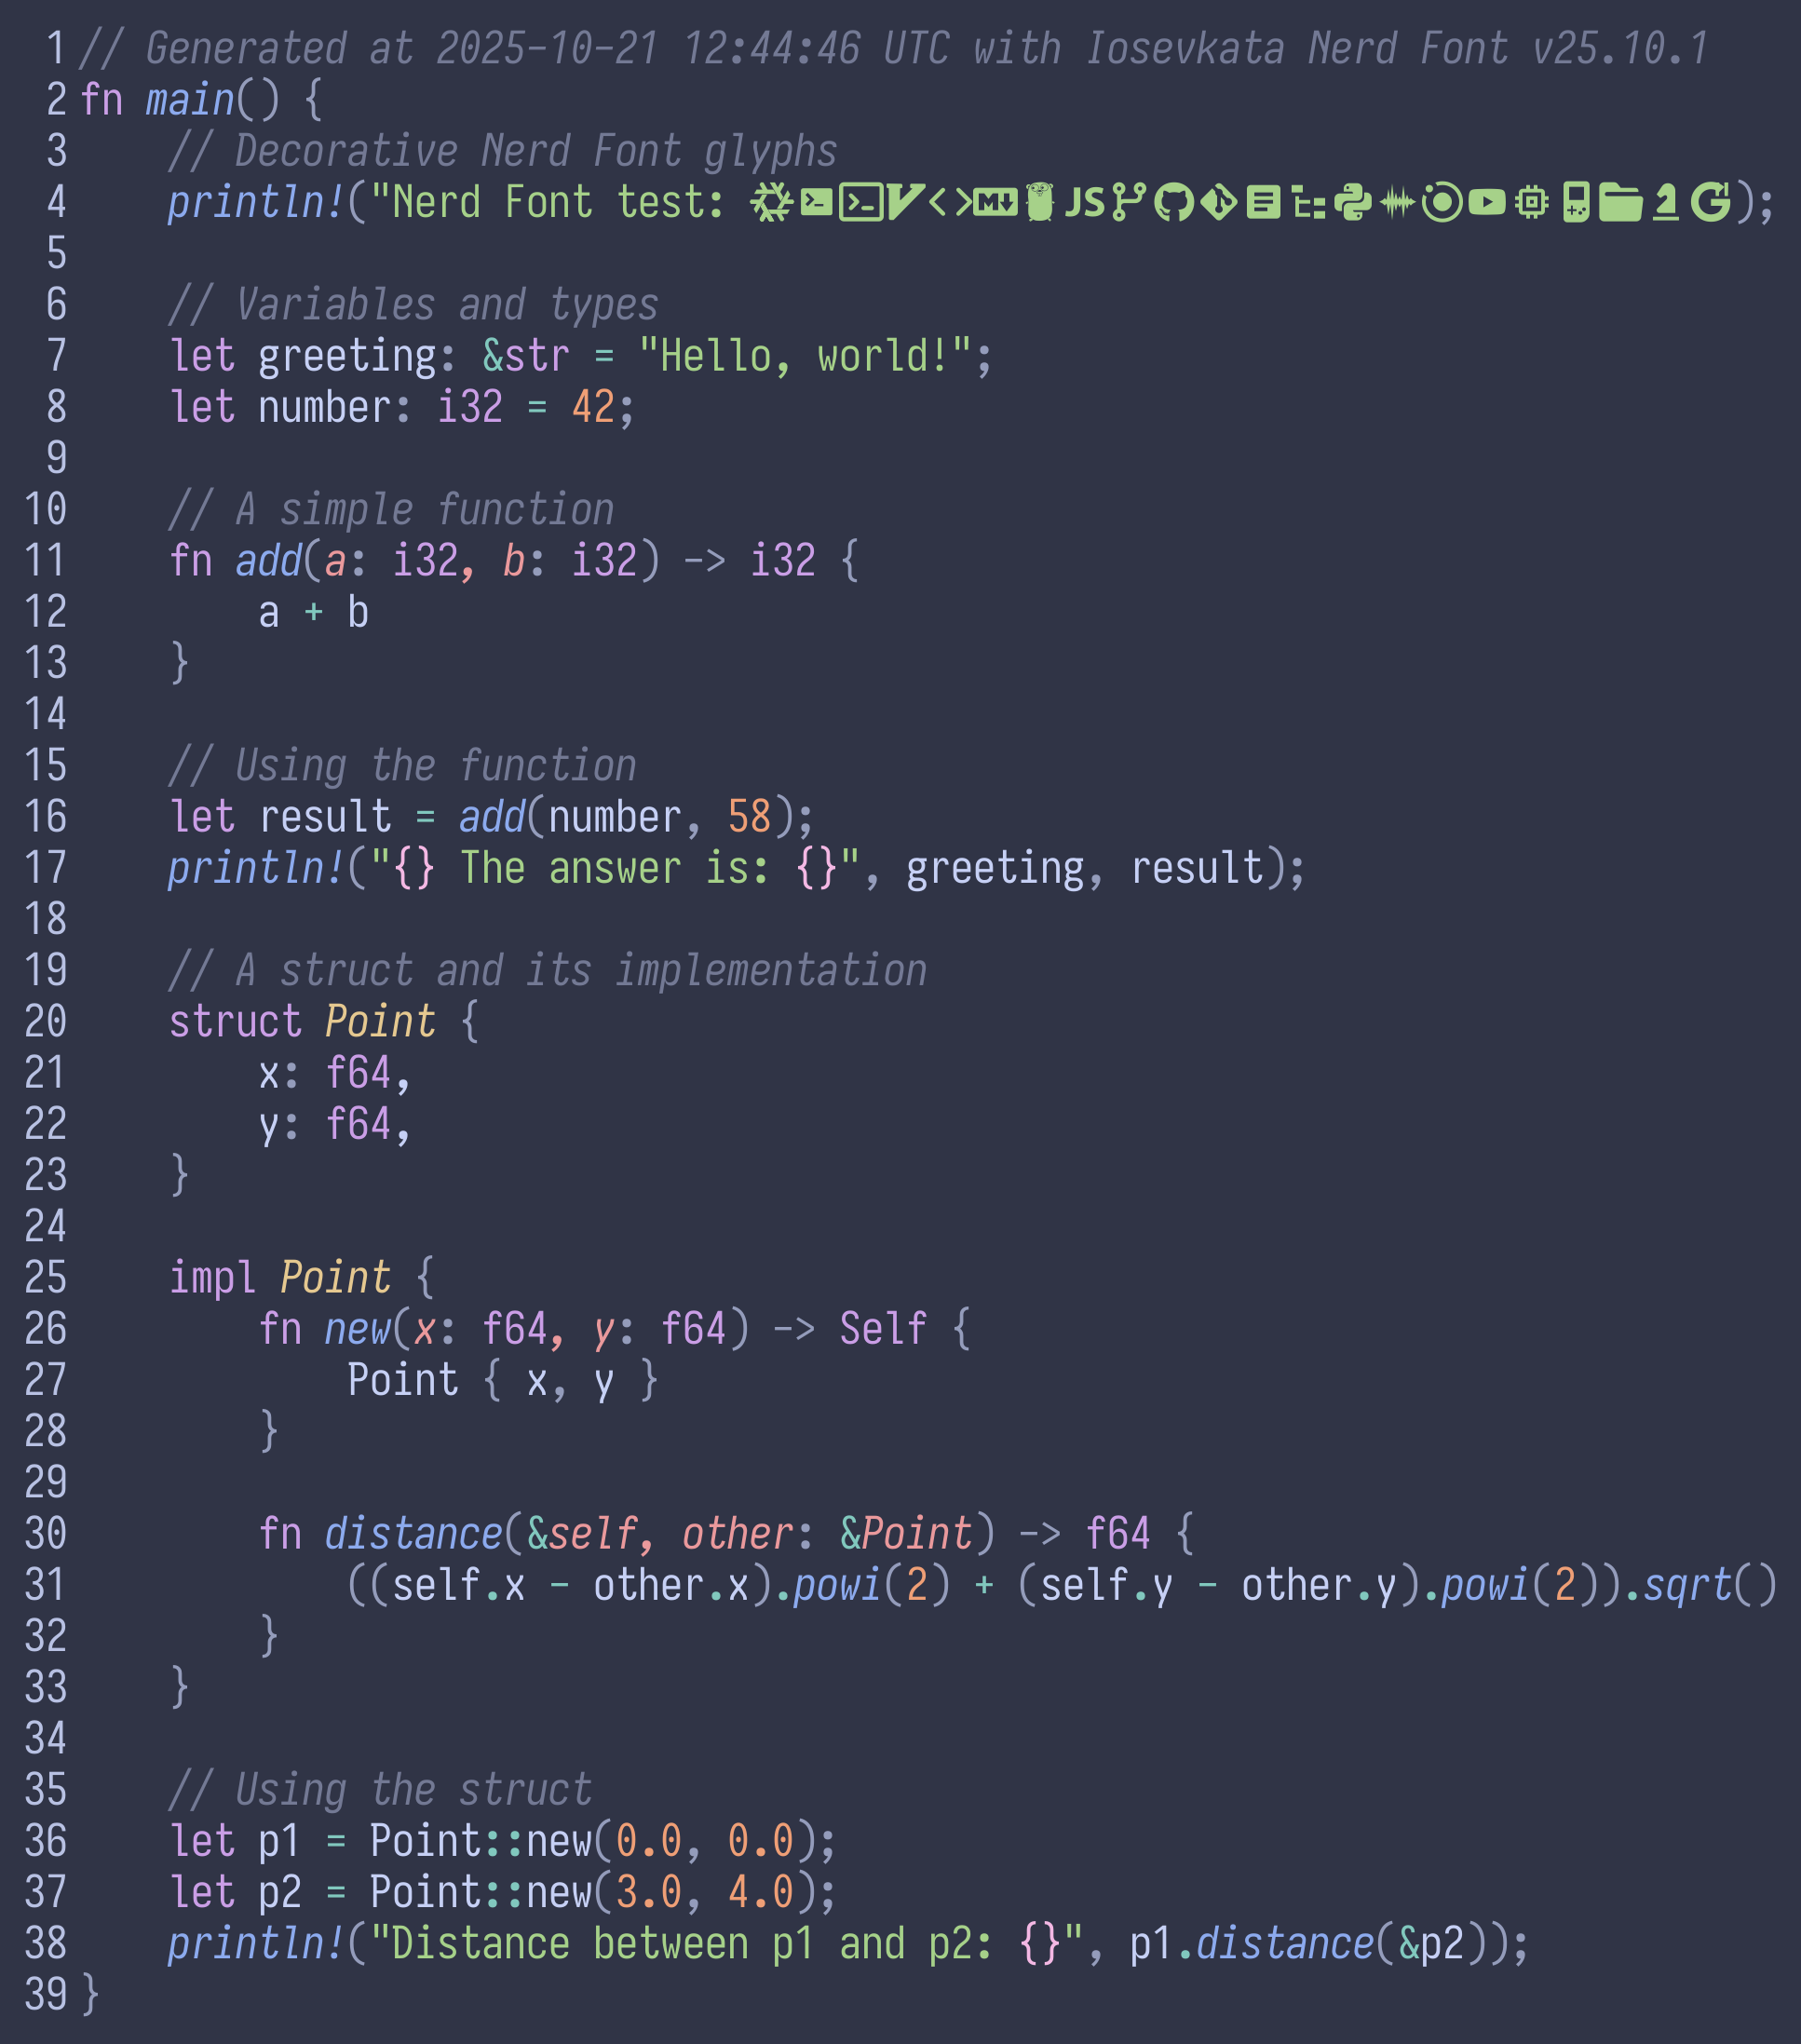 1 // Generated at 2025-10-21 12:44:46 UTC with Iosevkata Nerd Font v25.10.1
2 fn main() {
3     // Decorative Nerd Font glyphs
4     println!("Nerd Font test: JS );
5
6     // Variables and types
7     let greeting: &str = "Hello, world!";
8     let number: i32 = 42;
9
10     // A simple function
11     fn add(a: i32, b: i32) -> i32 {
12         a + b
13     }
14
15     // Using the function
16     let result = add(number, 58);
17     println!("{} The answer is: {}", greeting, result);
18
19     // A struct and its implementation
20     struct Point {
21         x: f64,
22         y: f64,
23     }
24
25     impl Point {
26         fn new(x: f64, y: f64) -> Self {
27             Point { x, y }
28         }
29
30         fn distance(&self, other: &Point) -> f64 {
31             ((self.x - other.x).powi(2) + (self.y - other.y).powi(2)).sqrt()
32         }
33     }
34
35     // Using the struct
36     let p1 = Point::new(0.0, 0.0);
37     let p2 = Point::new(3.0, 4.0);
38     println!("Distance between p1 and p2: {}", p1.distance(&p2));
39 }